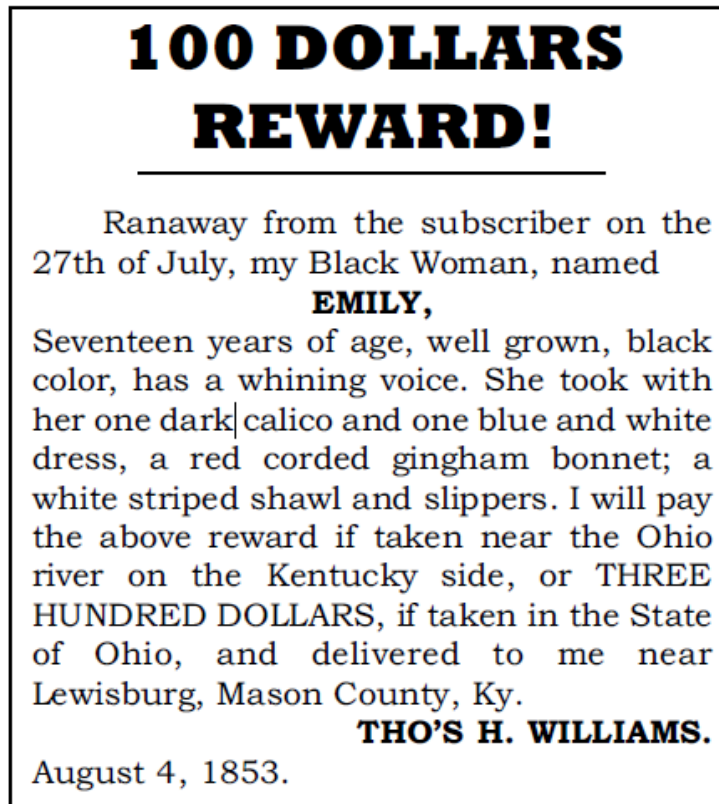 100 DOLLARS
REWARD!
Ranaway from the subscriber on the
27th of July, my Black Woman, named
EMILY,
Seventeen years of age, well grown, black
color, has a whining voice. She took with
her one dark calico and one blue and white
dress, a red corded gingham bonnet; a
white striped shawl and slippers. I will pay
the above reward if taken near the Ohio
river on the Kentucky side, or THREE
HUNDRED DOLLARS, if taken in the State
of Ohio, and delivered to me near
Lewisburg, Mason County, Ky.
THO'S H. WILLIAMS.
August 4, 1853.